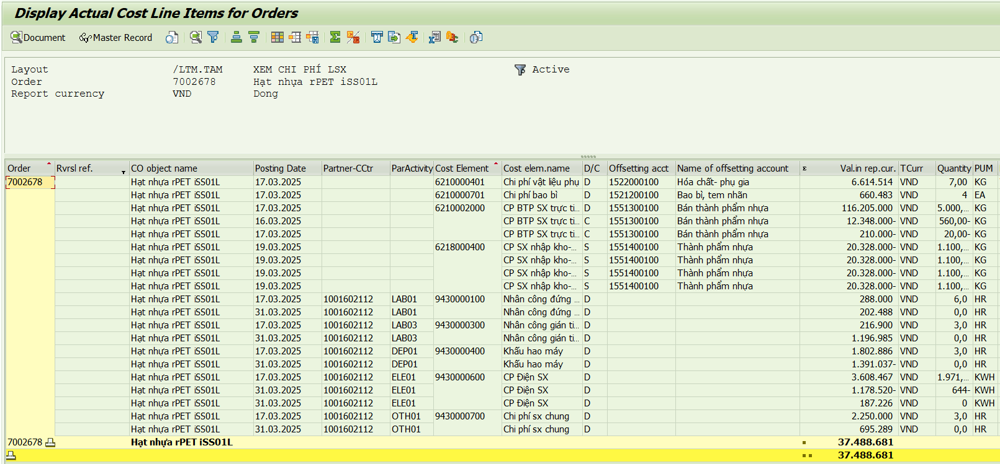 Display Actual Cost Line Items for Orders
Document Master Record
Layout /LTM.TAM XEM CHI PHÍ LSX Active
Order 7002678 Hạt nhựa rPET iSS01L
Report currency VND Dong
Order Rvrsl ref. CO object name Posting Date Partner-CCtr ParActivity Cost Element Cost elem.name D/C Offsetting acct Name of offsetting account Σ Val.in rep.cur. TCurr Quantity PUM
7002678 Hạt nhựa rPET iSS01L 17.03.2025 6210000401 Chi phí vật liệu phụ D 1522000100 Hóa chất- phụ gia 6.614.514 VND 7,00 KG
Hạt nhựa rPET iSS01L 17.03.2025 6210000701 Chi phí bao bì D 1521200100 Bao bì, tem nhãn 660.483 VND 4 EA
Hạt nhựa rPET iSS01L 17.03.2025 6210002000 CP BTP SX trực ti... D 1551300100 Bán thành phẩm nhựa 116.205.000 VND 5.000,... KG
Hạt nhựa rPET iSS01L 16.03.2025 CP BTP SX trực ti... C 1551300100 Bán thành phẩm nhựa 12.348.000- VND 560,00- KG
Hạt nhựa rPET iSS01L 17.03.2025 CP BTP SX trực ti... C 1551300100 Bán thành phẩm nhựa 210.000- VND 20,00- KG
Hạt nhựa rPET iSS01L 19.03.2025 6218000400 CP SX nhập kho-... S 1551400100 Thành phẩm nhựa 20.328.000- VND 1.100,... KG
Hạt nhựa rPET iSS01L 19.03.2025 CP SX nhập kho-... S 1551400100 Thành phẩm nhựa 20.328.000- VND 1.100,... KG
Hạt nhựa rPET iSS01L 19.03.2025 CP SX nhập kho-... S 1551400100 Thành phẩm nhựa 20.328.000- VND 1.100,... KG
Hạt nhựa rPET iSS01L 19.03.2025 CP SX nhập kho-... S 1551400100 Thành phẩm nhựa 20.328.000- VND 1.100,... KG
Hạt nhựa rPET iSS01L 17.03.2025 1001602112 LAB01 9430000100 Nhân công đứng ... D 288.000 VND 6,0 HR
Hạt nhựa rPET iSS01L 31.03.2025 1001602112 LAB01 Nhân công đứng ... D 202.488 VND 0,0 HR
Hạt nhựa rPET iSS01L 17.03.2025 1001602112 LAB03 9430000300 Nhân công gián ti... D 216.900 VND 3,0 HR
Hạt nhựa rPET iSS01L 31.03.2025 1001602112 LAB03 Nhân công gián ti... D 1.196.985 VND 0,0 HR
Hạt nhựa rPET iSS01L 17.03.2025 1001602112 DEP01 9430000400 Khấu hao máy D 1.802.886 VND 3,0 HR
Hạt nhựa rPET iSS01L 31.03.2025 1001602112 DEP01 Khấu hao máy D 1.391.037- VND 0,0 HR
Hạt nhựa rPET iSS01L 17.03.2025 1001602112 ELE01 9430000600 CP Điện SX D 3.608.467 VND 1.971,... KWH
Hạt nhựa rPET iSS01L 31.03.2025 1001602112 ELE01 CP Điện SX D 1.178.520- VND 644- KWH
Hạt nhựa rPET iSS01L 31.03.2025 1001602112 ELE01 CP Điện SX D 187.226 VND 0 KWH
Hạt nhựa rPET iSS01L 17.03.2025 1001602112 OTH01 9430000700 Chi phí sx chung D 2.250.000 VND 3,0 HR
Hạt nhựa rPET iSS01L 31.03.2025 1001602112 OTH01 Chi phí sx chung D 695.289 VND 0,0 HR
7002678 Hạt nhựa rPET iSS01L 37.488.681
37.488.681